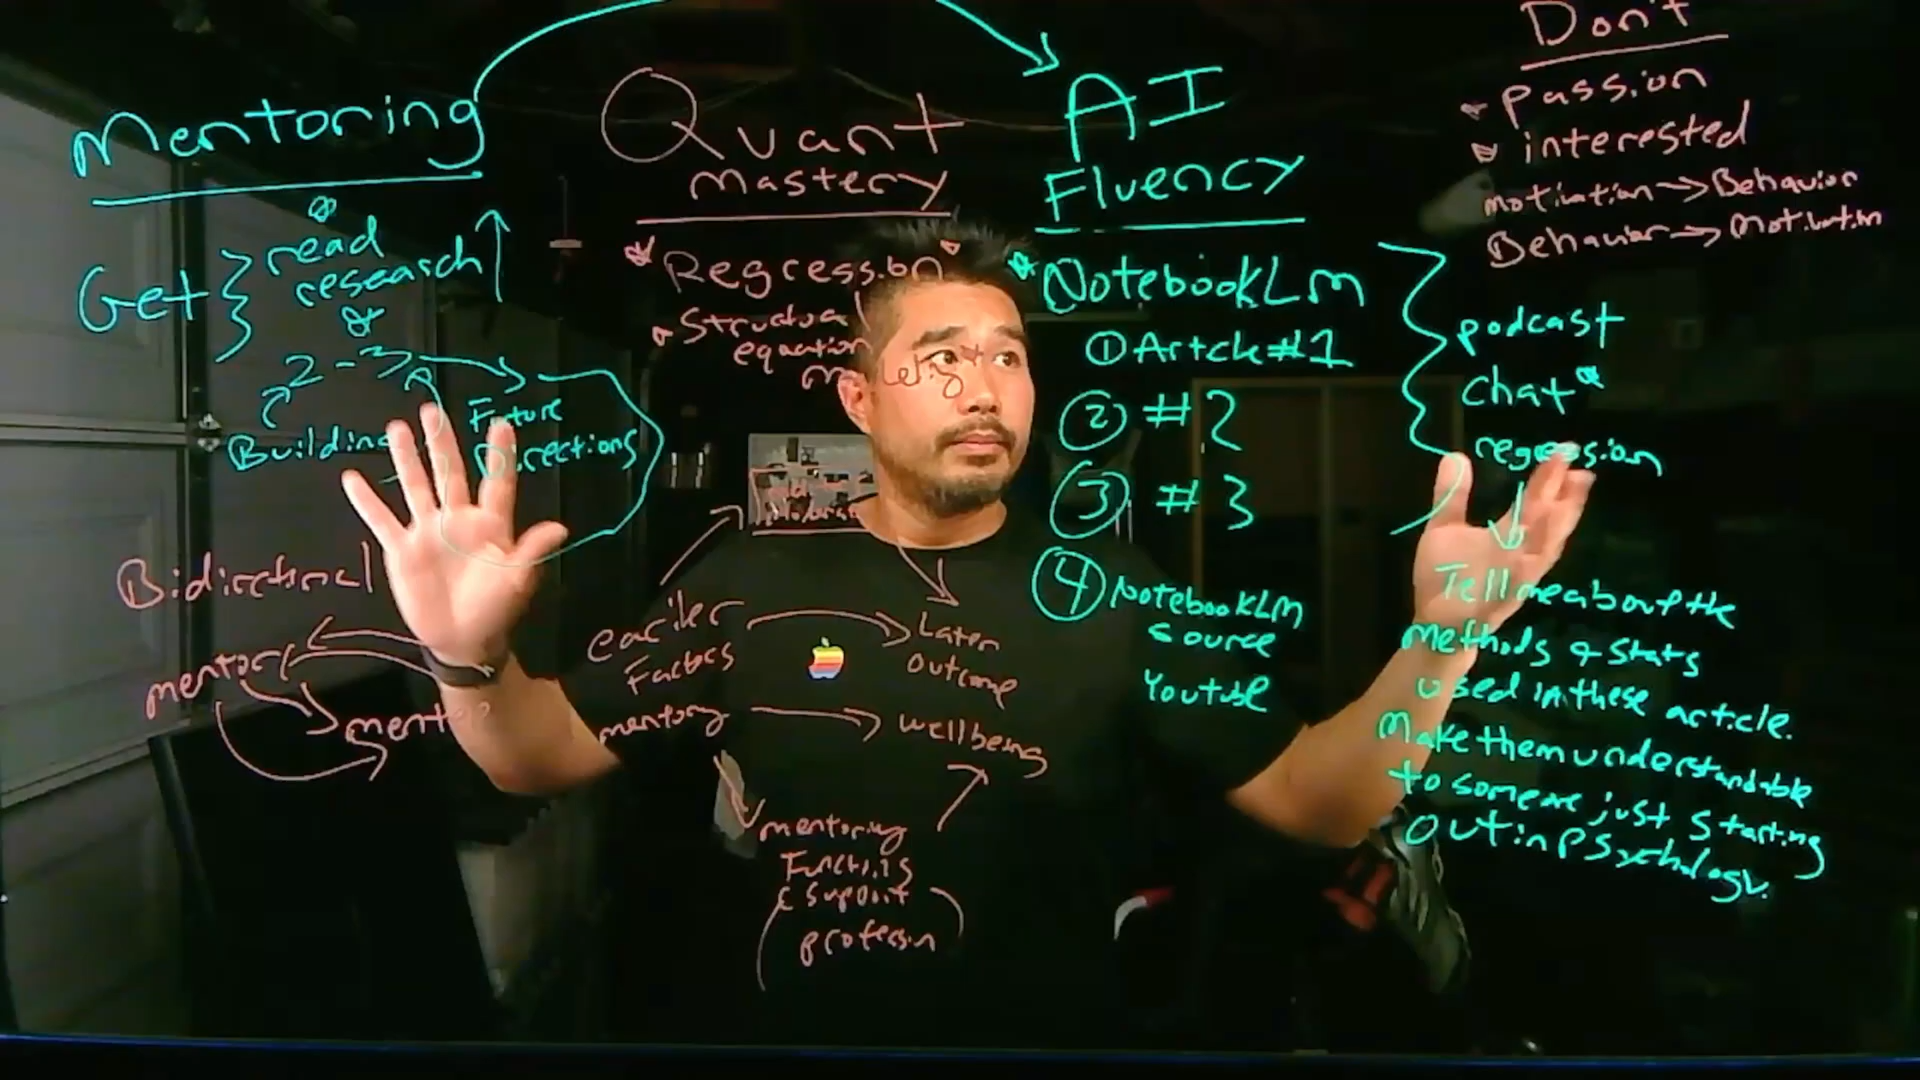 Mentoring
Get
read
research
2-3
Building
Future
Directions
Bidirectional
mentors
mentor
Quant
mastery
Regression
Structural
equation
earlier
Factors
Later
Outcome
mentoring
wellbeing
mentoring
Functions
support
AI
Fluency
NotebookLM
① Artcle #1
② #2
③ #3
④ NotebookLM
source
Youtube
Don't
passion
interested
motivation → Behavior
Behavior → Motivation
podcast
chat
regression
Tell me about the
methods & stats
used in these article.
Make them understandable
to someone just starting
out in psychology.